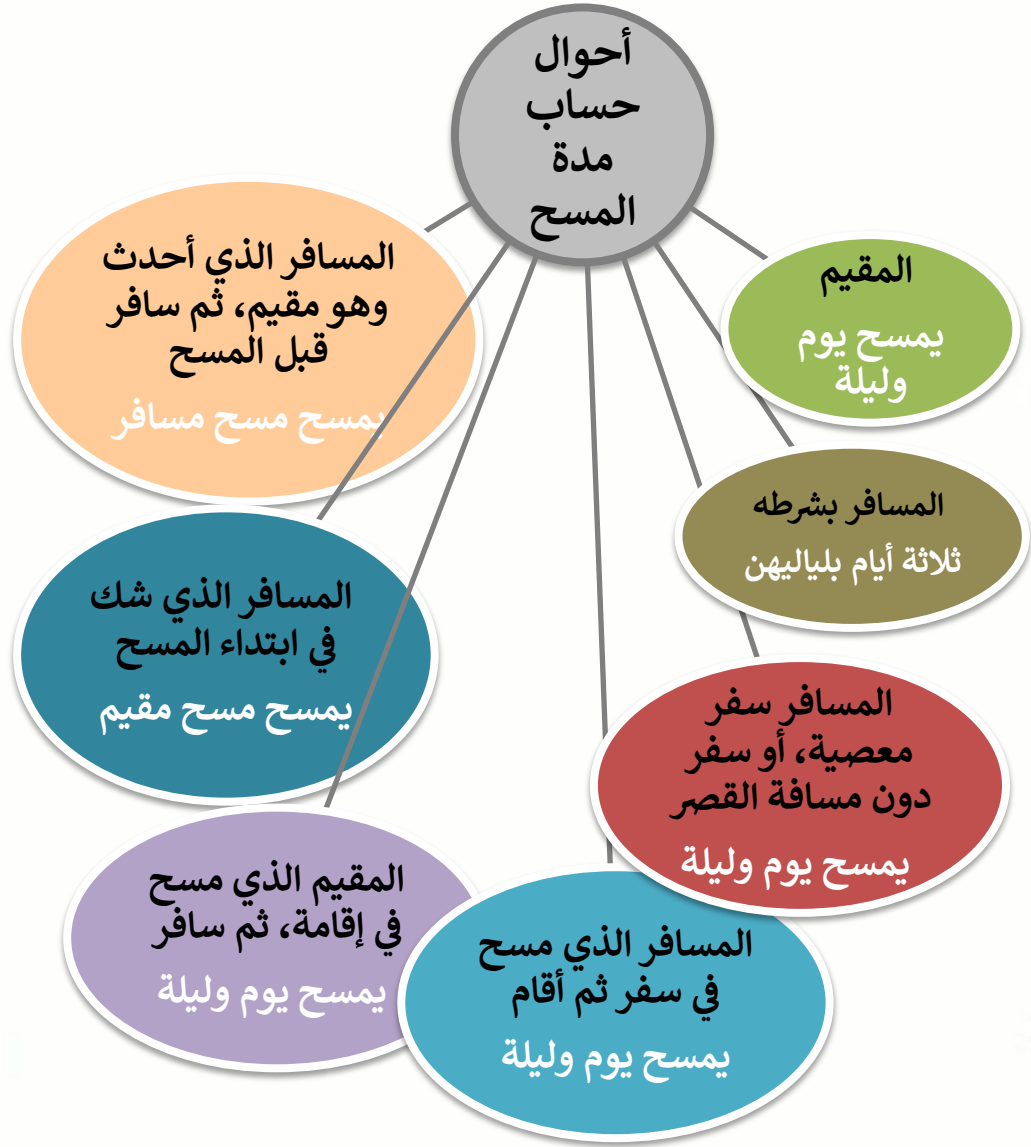 أحوال
حساب
مدة
المسح
المقيم
يمسح يوم
وليلة
المسافر بشرطه
ثلاثة أيام بلياليهن
المسافر سفر
معصية، أو سفر
دون مسافة القصر
يمسح يوم وليلة
المسافر الذي مسح
في سفر ثم أقام
يمسح يوم وليلة
المقيم الذي مسح
في إقامة، ثم سافر
يمسح يوم وليلة
المسافر الذي شك
في ابتداء المسح
يمسح مسح مقيم
المسافر الذي أحدث
وهو مقيم، ثم سافر
قبل المسح
يمسح مسح مسافر